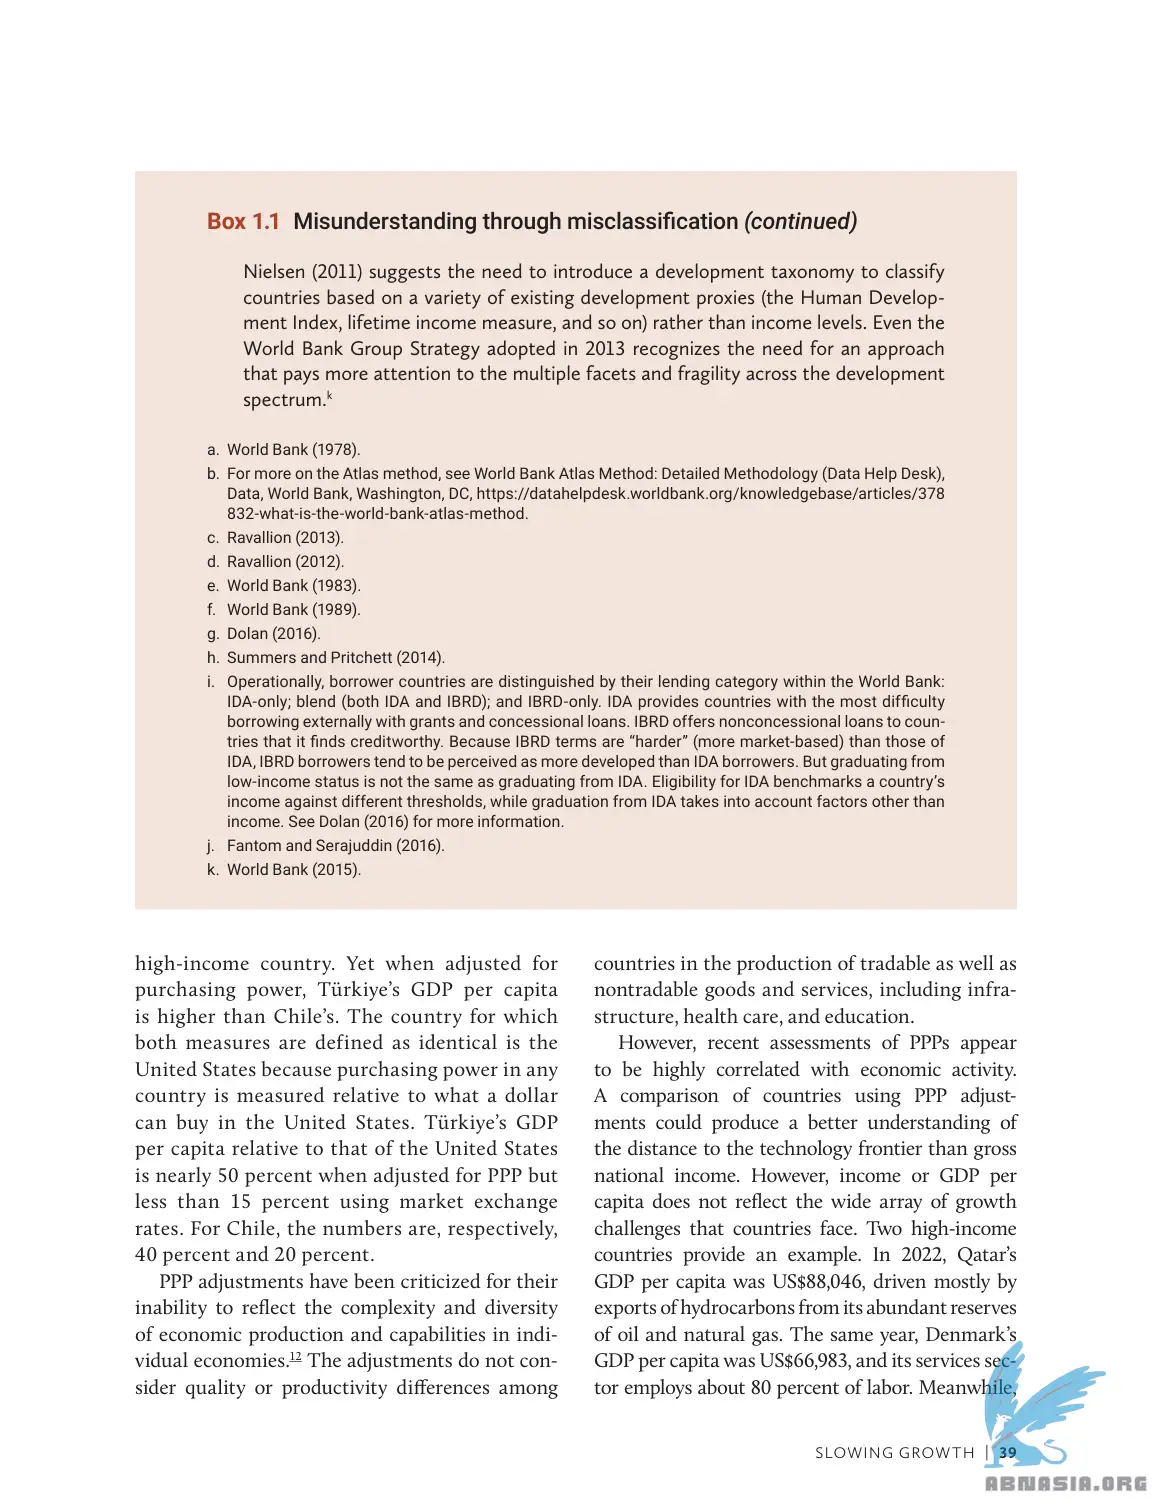 Box 1.1 Misunderstanding through misclassification (continued)
Nielsen (2011) suggests the need to introduce a development taxonomy to classify
countries based on a variety of existing development proxies (the Human Develop-
ment Index, lifetime income measure, and so on) rather than income levels. Even the
World Bank Group Strategy adopted in 2013 recognizes the need for an approach
that pays more attention to the multiple facets and fragility across the development
spectrum.k
a. World Bank (1978).
b. For more on the Atlas method, see World Bank Atlas Method: Detailed Methodology (Data Help Desk),
Data, World Bank, Washington, DC, https://datahelpdesk.worldbank.org/knowledgebase/articles/378
832-what-is-the-world-bank-atlas-method.
c. Ravallion (2013).
d. Ravallion (2012).
e. World Bank (1983).
f. World Bank (1989).
g. Dolan (2016).
h. Summers and Pritchett (2014).
i. Operationally, borrower countries are distinguished by their lending category within the World Bank:
IDA-only; blend (both IDA and IBRD); and IBRD-only. IDA provides countries with the most difficulty
borrowing externally with grants and concessional loans. IBRD offers nonconcessional loans to coun-
tries that it finds creditworthy. Because IBRD terms are “harder” (more market-based) than those of
IDA, IBRD borrowers tend to be perceived as more developed than IDA borrowers. But graduating from
low-income status is not the same as graduating from IDA. Eligibility for IDA benchmarks a country’s
income against different thresholds, while graduation from IDA takes into account factors other than
income. See Dolan (2016) for more information.
j. Fantom and Serajuddin (2016).
k. World Bank (2015).
high-income country. Yet when adjusted for
purchasing power, Türkiye’s GDP per capita
is higher than Chile’s. The country for which
both measures are defined as identical is the
United States because purchasing power in any
country is measured relative to what a dollar
can buy in the United States. Türkiye’s GDP
per capita relative to that of the United States
is nearly 50 percent when adjusted for PPP but
less than 15 percent using market exchange
rates. For Chile, the numbers are, respectively,
40 percent and 20 percent.
PPP adjustments have been criticized for their
inability to reflect the complexity and diversity
of economic production and capabilities in indi-
vidual economies.12 The adjustments do not con-
sider quality or productivity differences among
countries in the production of tradable as well as
nontradable goods and services, including infra-
structure, health care, and education.
However, recent assessments of PPPs appear
to be highly correlated with economic activity.
A comparison of countries using PPP adjust-
ments could produce a better understanding of
the distance to the technology frontier than gross
national income. However, income or GDP per
capita does not reflect the wide array of growth
challenges that countries face. Two high-income
countries provide an example. In 2022, Qatar’s
GDP per capita was US$88,046, driven mostly by
exports of hydrocarbons from its abundant reserves
of oil and natural gas. The same year, Denmark’s
GDP per capita was US$66,983, and its services sec-
tor employs about 80 percent of labor. Meanwhile,
SLOWING GROWTH | 39
ABNASIA.ORG